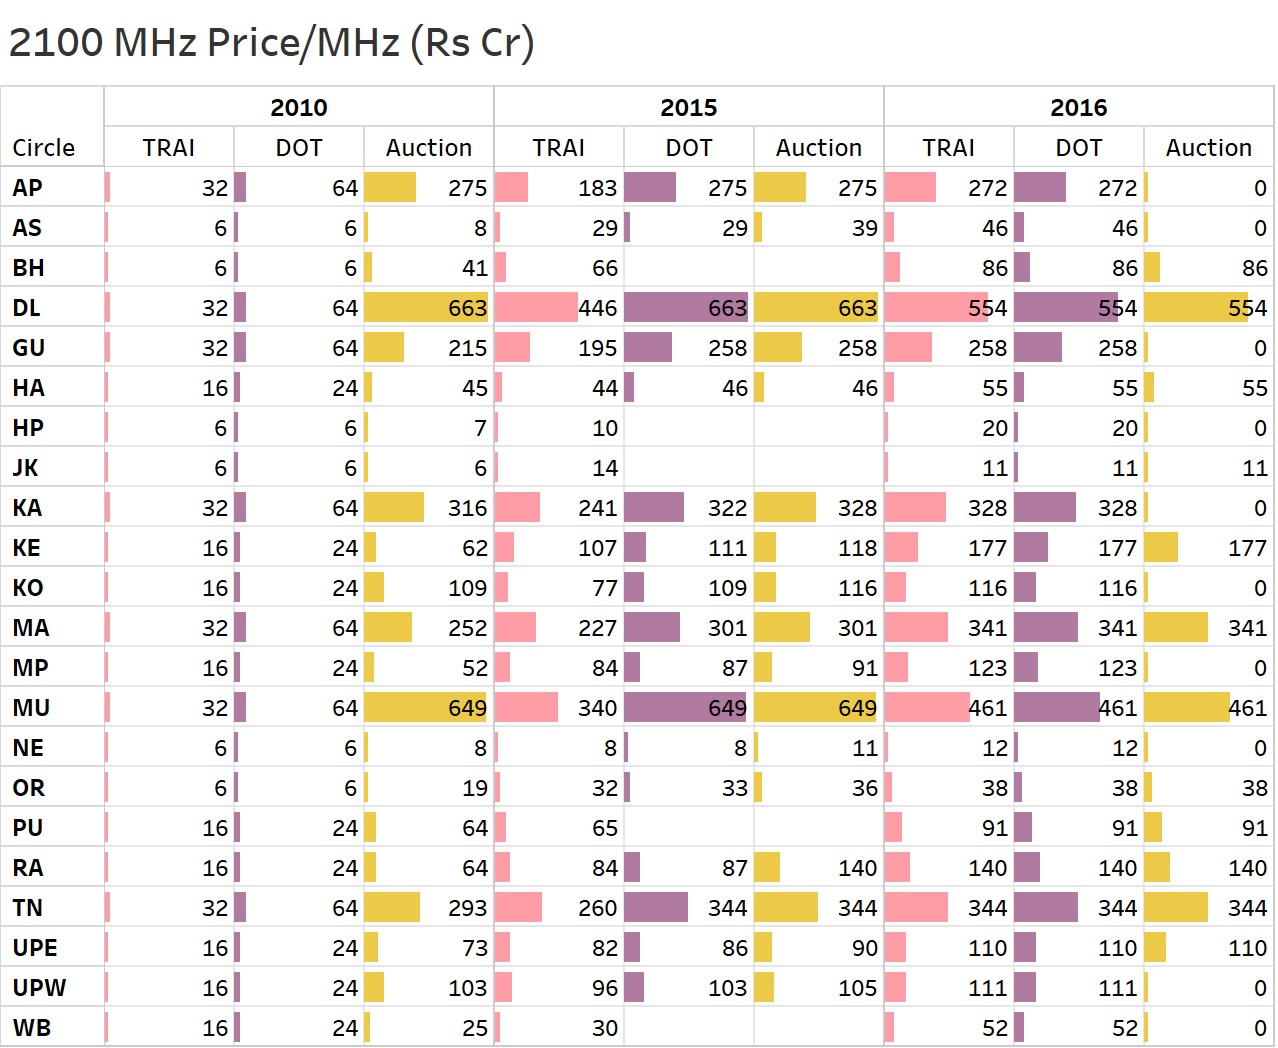 2100 MHz Price/MHz (Rs Cr)
2010 2015 2016
Circle TRAI DOT Auction TRAI DOT Auction TRAI DOT Auction
AP 32 64 275 183 275 275 272 272 0
AS 6 6 8 29 29 39 46 46 0
BH 6 6 41 66 86 86 86
DL 32 64 663 446 663 663 554 554 554
GU 32 64 215 195 258 258 258 258 0
HA 16 24 45 44 46 46 55 55 55
HP 6 6 7 10 20 20 0
JK 6 6 6 14 11 11 11
KA 32 64 316 241 322 328 328 328 0
KE 16 24 62 107 111 118 177 177 177
KO 16 24 109 77 109 116 116 116 0
MA 32 64 252 227 301 301 341 341 341
MP 16 24 52 84 87 91 123 123 0
MU 32 64 649 340 649 649 461 461 461
NE 6 6 8 8 8 11 12 12 0
OR 6 6 19 32 33 36 38 38 38
PU 16 24 64 65 91 91 91
RA 16 24 64 84 87 140 140 140 140
TN 32 64 293 260 344 344 344 344 344
UPE 16 24 73 82 86 90 110 110 110
UPW 16 24 103 96 103 105 111 111 0
WB 16 24 25 30 52 52 0